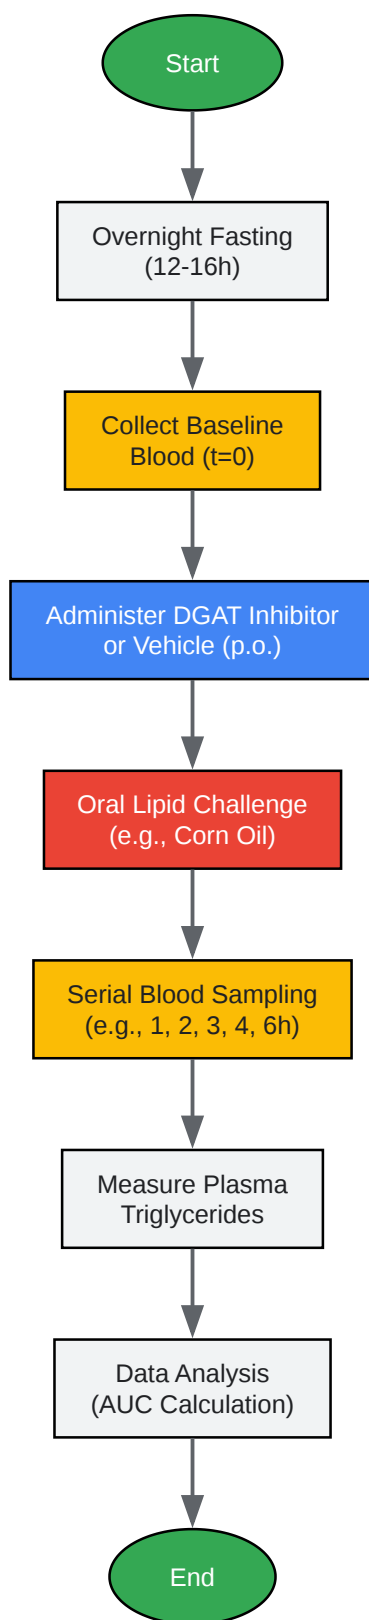 Start
Overnight Fasting
(12-16h)
Collect Baseline
Blood (t=0)
Administer DGAT Inhibitor
or Vehicle (p.o.)
Oral Lipid Challenge
(e.g., Corn Oil)
Serial Blood Sampling
(e.g., 1, 2, 3, 4, 6h)
Measure Plasma
Triglycerides
Data Analysis
(AUC Calculation)
End